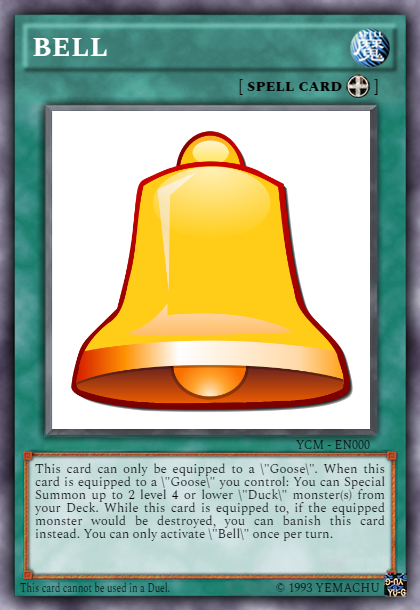 BELL
魔
[ SPELL CARD ]
YCM - EN000
This card can only be equipped to a \"Goose\". When this
card is equipped to a \"Goose\" you control: You can Special
Summon up to 2 level 4 or lower \"Duck\" monster(s) from
your Deck. While this card is equipped to, if the equipped
monster would be destroyed, you can banish this card
instead. You can only activate \"Bell\" once per turn.
This card cannot be used in a Duel.
© 1993 YEMACHU